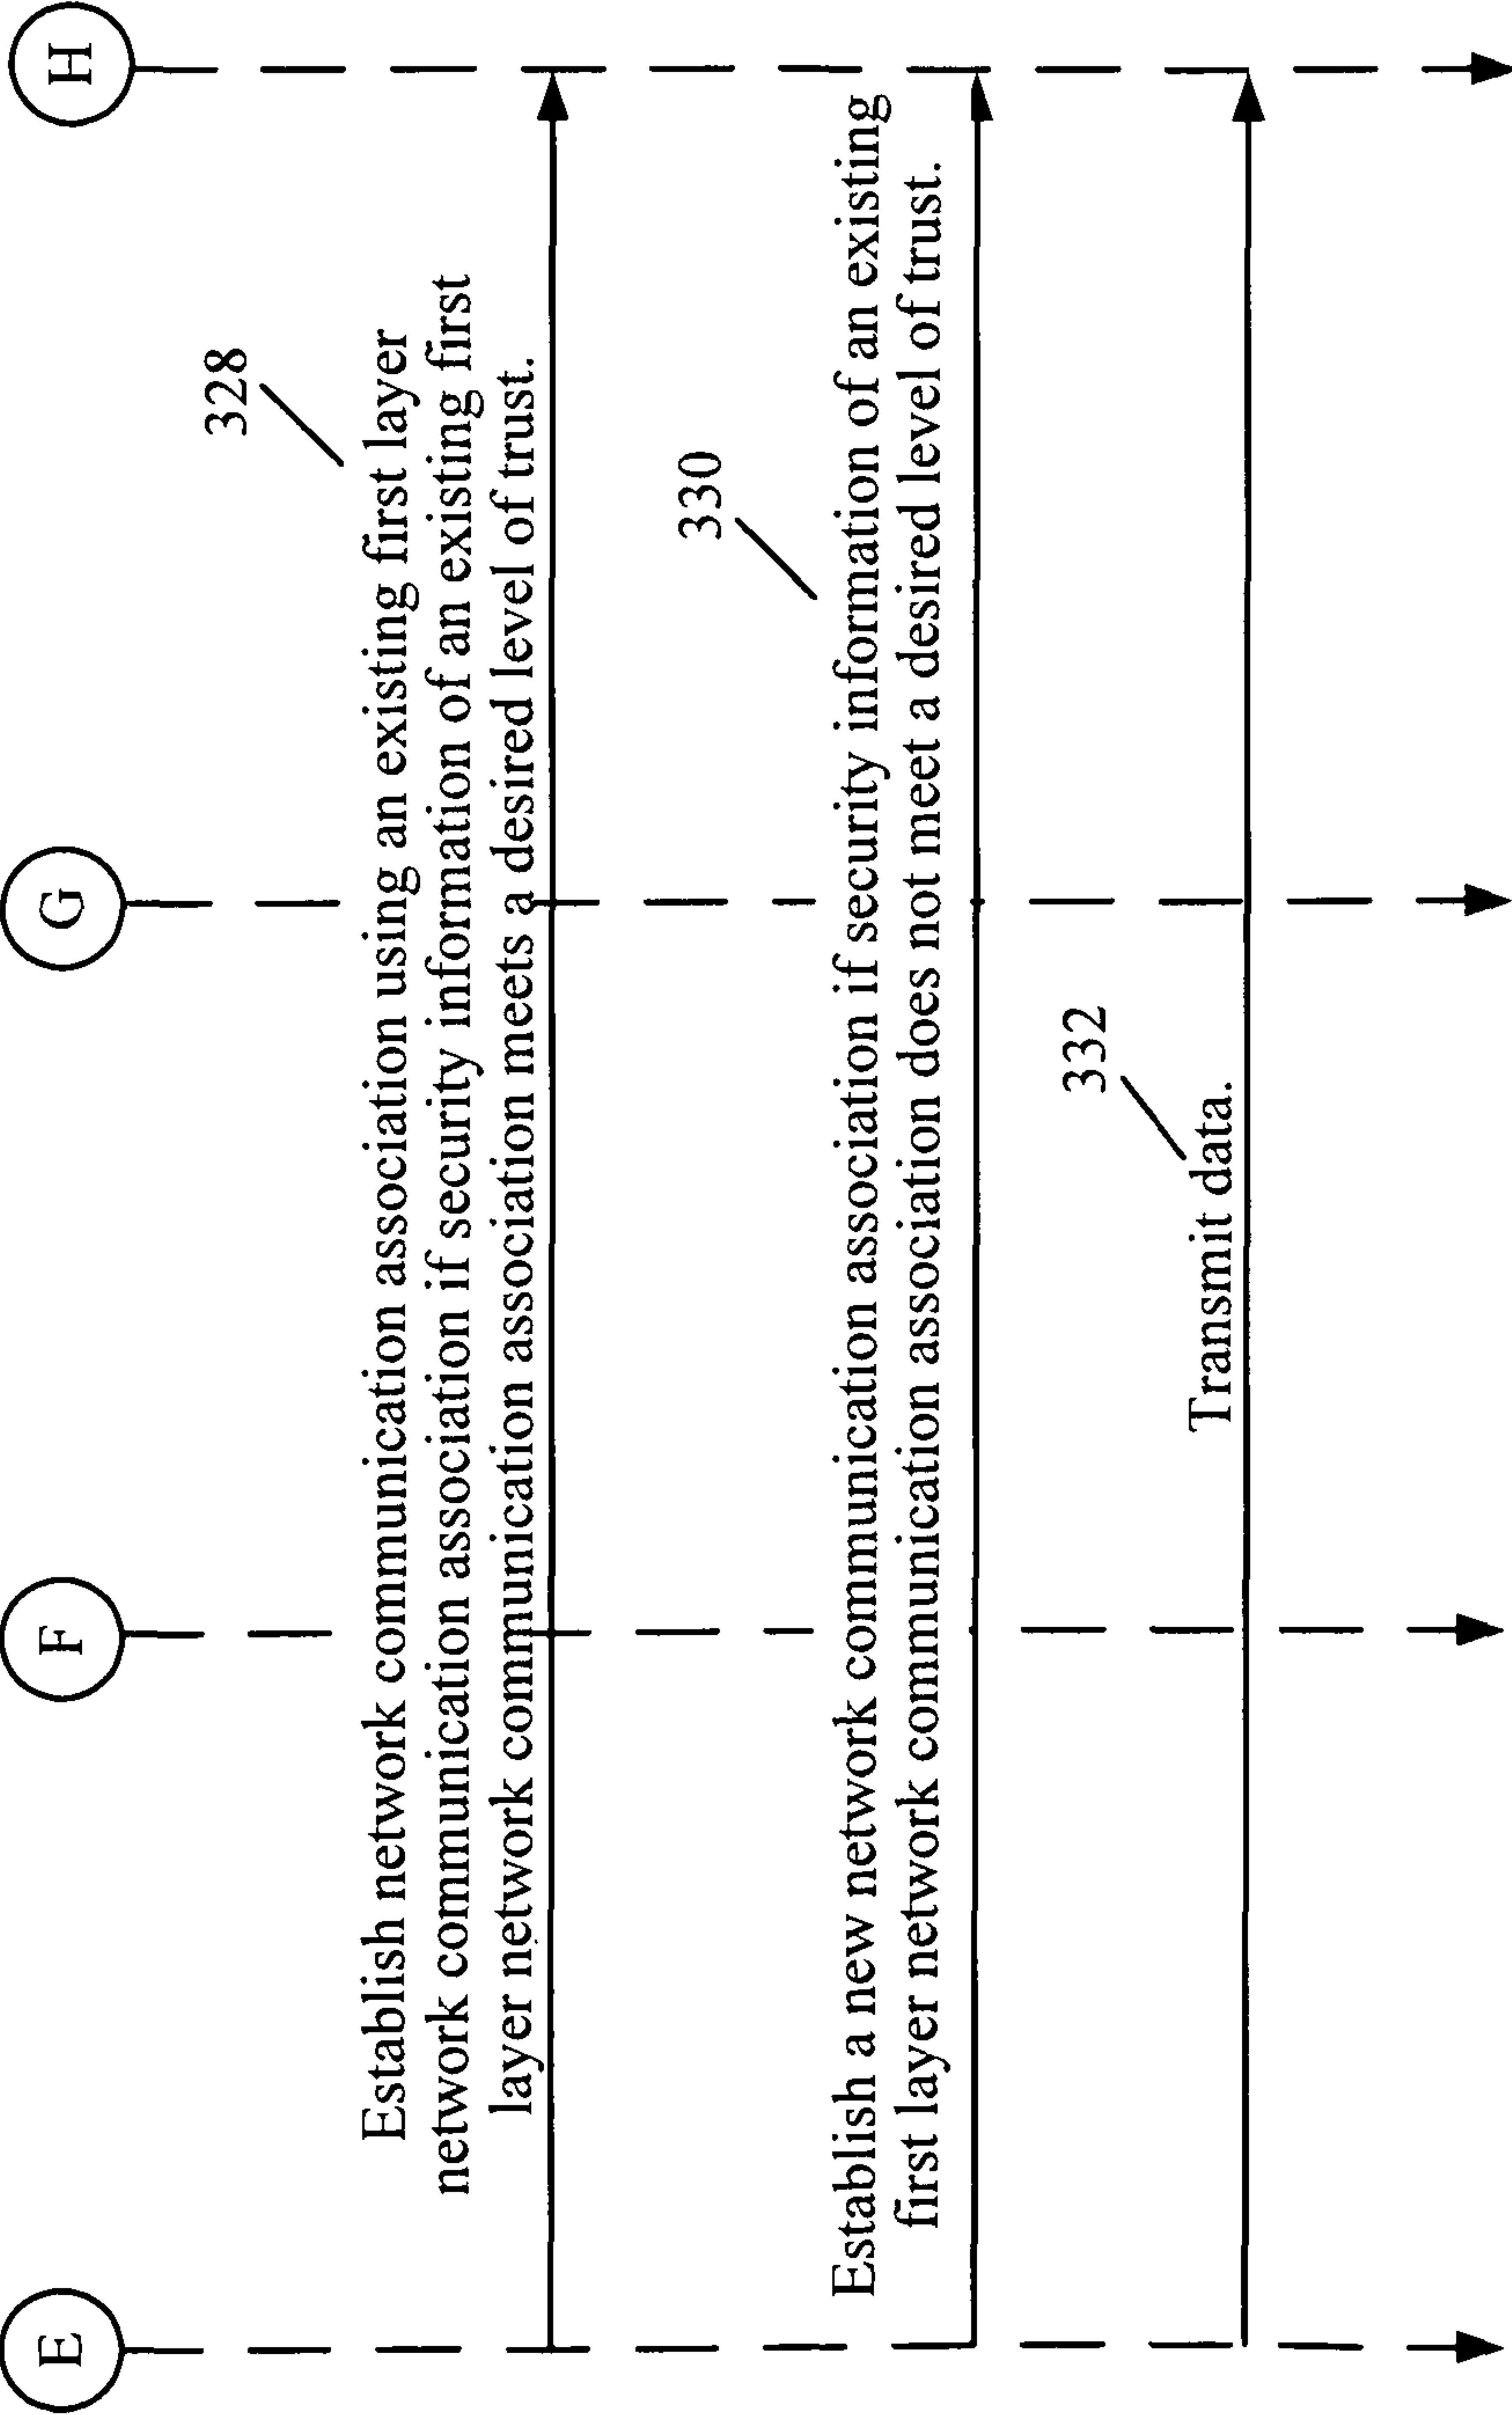 E
F
G
H
328
Establish network communication association using an existing first layer
network communication association if security information of an existing first
layer network communication association meets a desired level of trust.
330
Establish a new network communication association if security information of an existing
first layer network communication association does not meet a desired level of trust.
332
Transmit data.